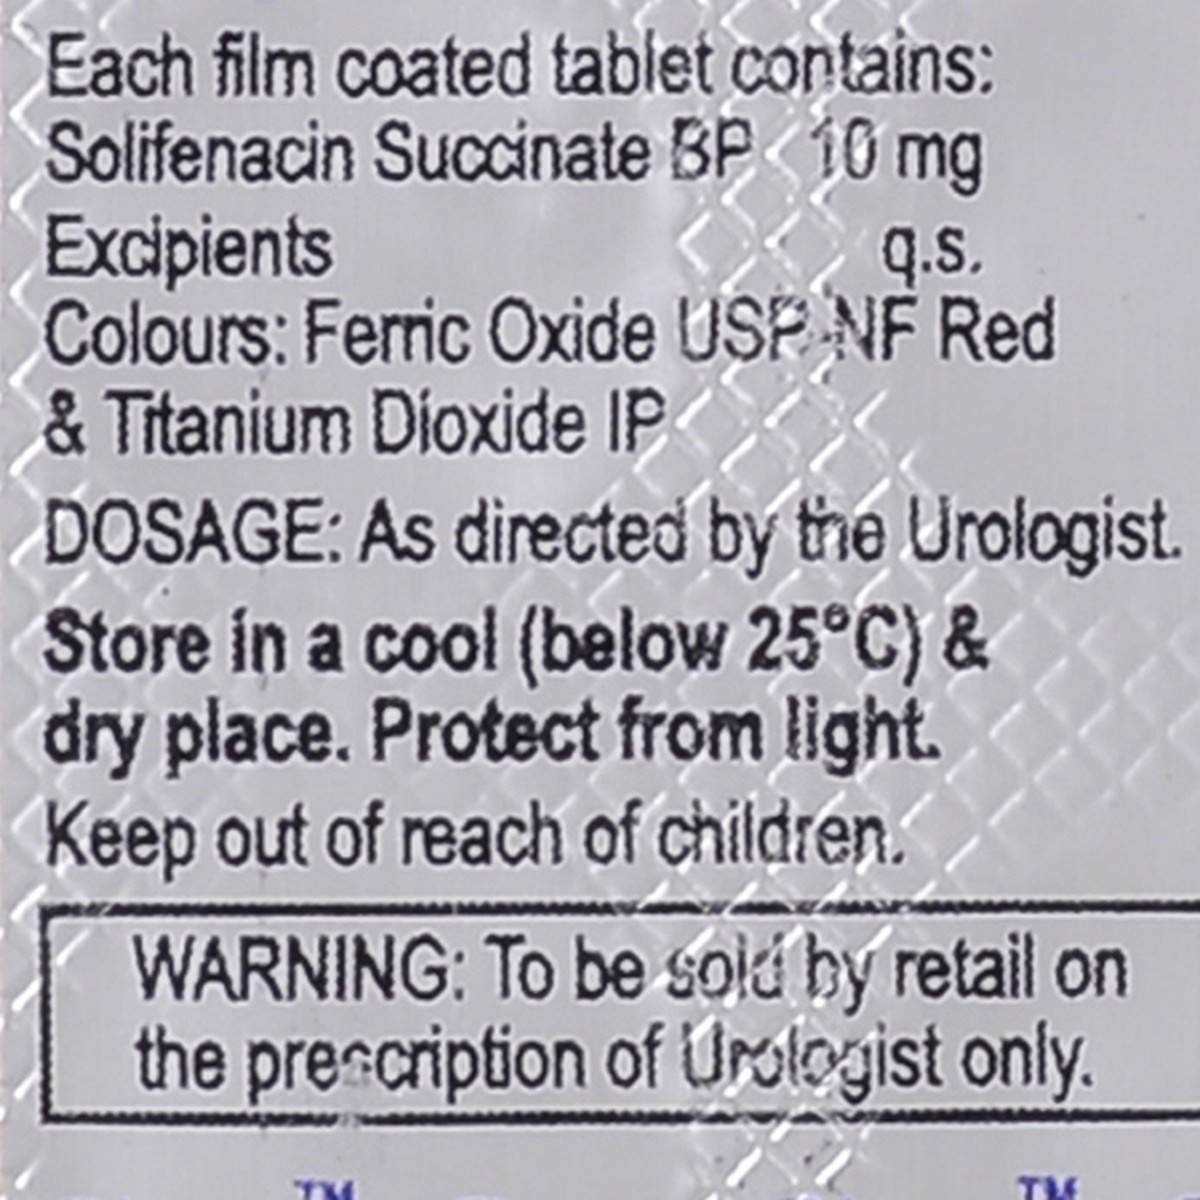 Each film coated tablet contains:
Solifenacin Succinate BP 10 mg
Excipients q.s.
Colours: Ferric Oxide USP-NF Red
& Titanium Dioxide IP
DOSAGE: As directed by the Urologist.
Store in a cool (below 25°C) &
dry place. Protect from light.
Keep out of reach of children.
WARNING: To be sold by retail on
the prescription of Urologist only.
TM TM